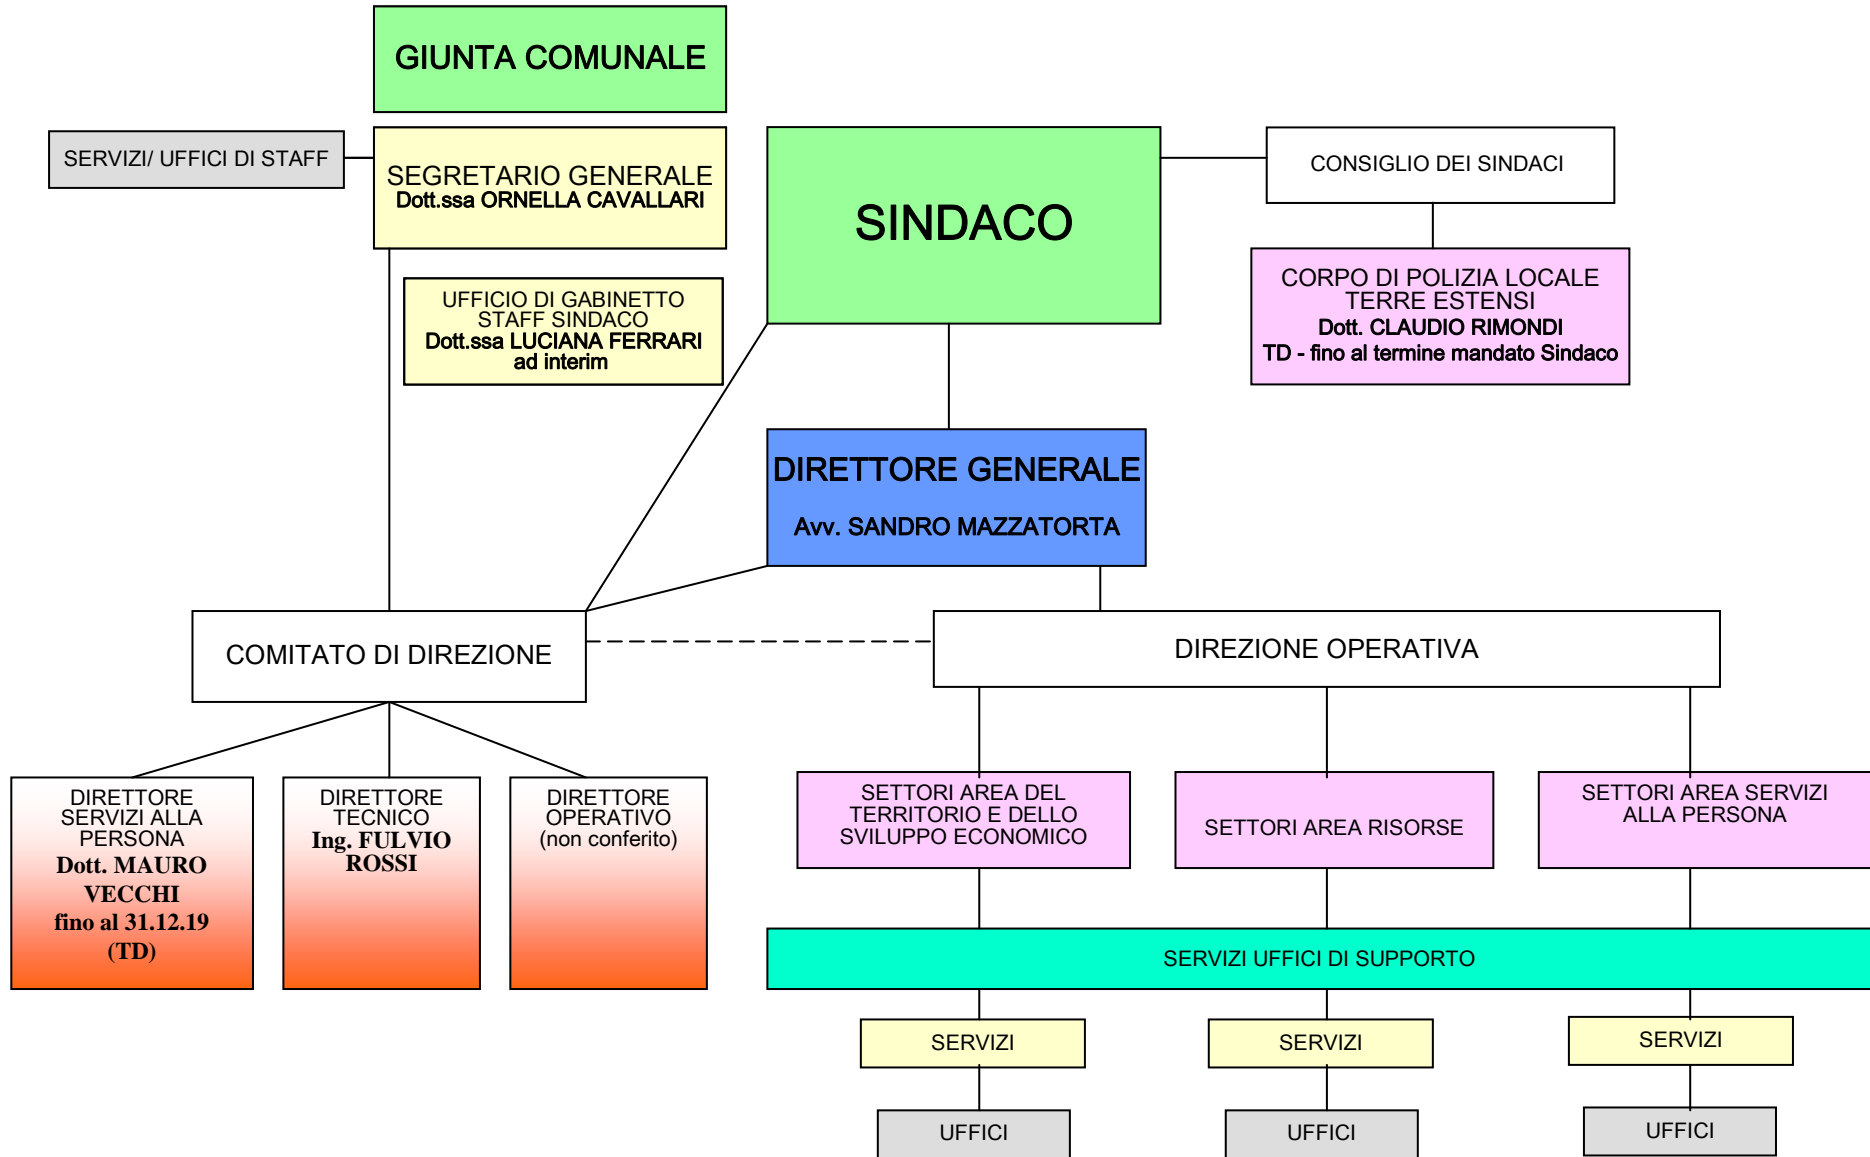 GIUNTA COMUNALE
SERVIZI/ UFFICI DI STAFF
SEGRETARIO GENERALE
Dott.ssa ORNELLA CAVALLARI
SINDACO
CONSIGLIO DEI SINDACI
UFFICIO DI GABINETTO
STAFF SINDACO
Dott.ssa LUCIANA FERRARI
ad interim
CORPO DI POLIZIA LOCALE
TERRE ESTENSI
Dott. CLAUDIO RIMONDI
TD - fino al termine mandato Sindaco
DIRETTORE GENERALE
Avv. SANDRO MAZZATORTA
COMITATO DI DIREZIONE
DIREZIONE OPERATIVA
DIRETTORE
SERVIZI ALLA
PERSONA
Dott. MAURO
VECCHI
fino al 31.12.19
(TD)
DIRETTORE
TECNICO
Ing. FULVIO
ROSSI
DIRETTORE
OPERATIVO
(non conferito)
SETTORI AREA DEL
TERRITORIO E DELLO
SVILUPPO ECONOMICO
SETTORI AREA RISORSE
SETTORI AREA SERVIZI
ALLA PERSONA
SERVIZI UFFICI DI SUPPORTO
SERVIZI
SERVIZI
SERVIZI
UFFICI
UFFICI
UFFICI